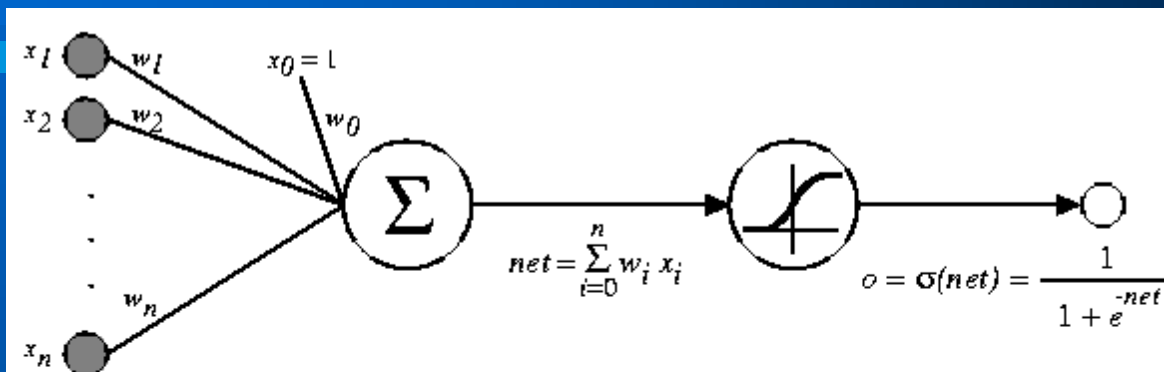 x1 w1
x0 = 1
x2 w2
w0
Σ
.
.
.
net = n Σ i=0 wi xi
o = σ(net) = 1 / 1 + e^-net
wn
xn